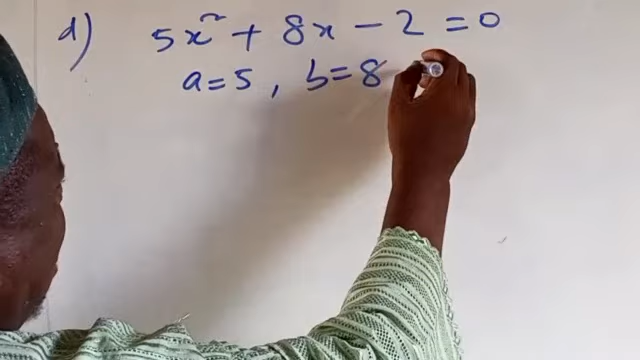 d) 5x² + 8x - 2 = 0
a = 5, b = 8